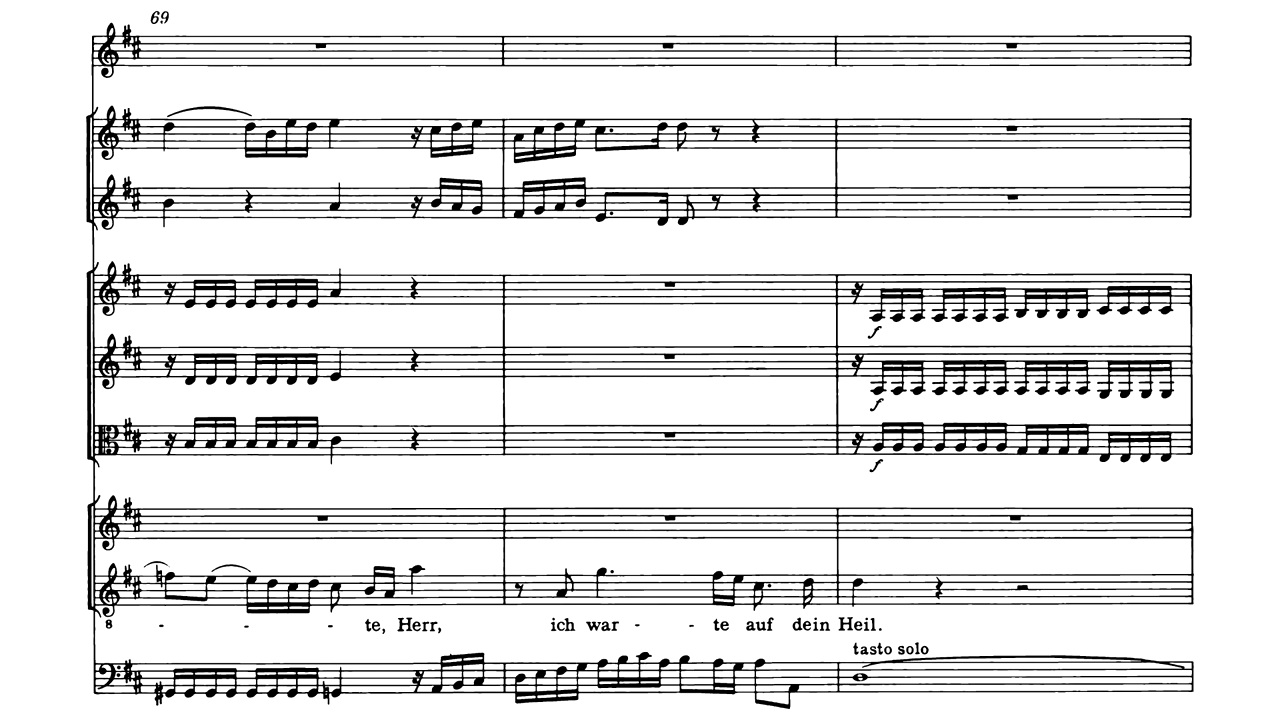 69
f
f
f
8 - - - te, Herr, ich war - - te auf dein Heil.
tasto solo